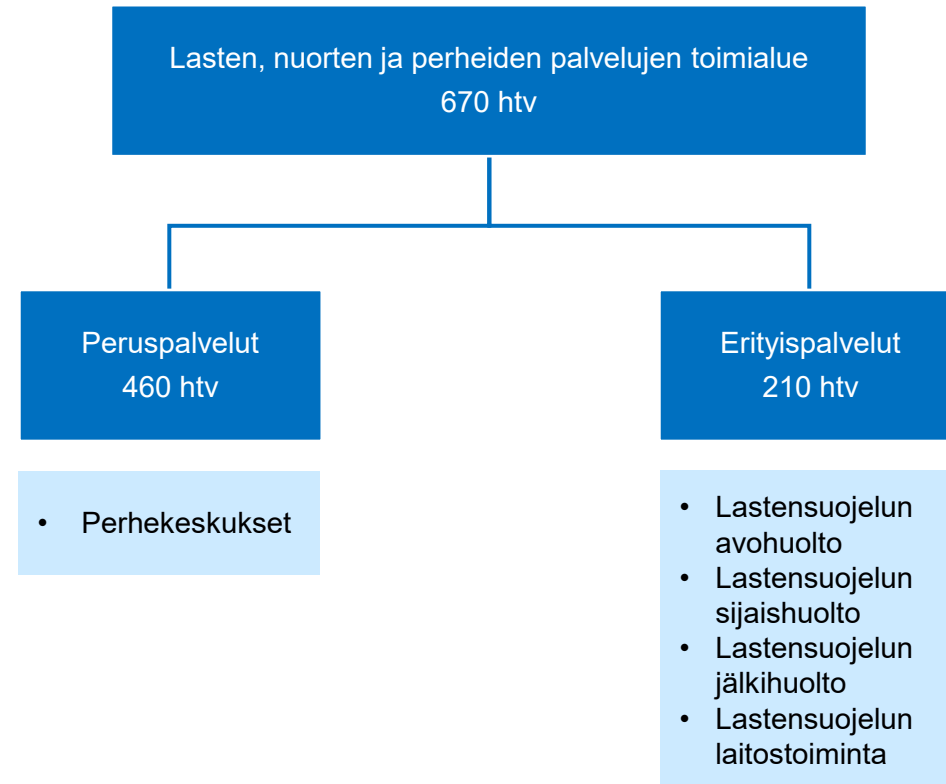 Lasten, nuorten ja perheiden palvelujen toimialue
670 htv
Peruspalvelut
460 htv
• Perhekeskukset
Erityispalvelut
210 htv
• Lastensuojelun
avohuolto
• Lastensuojelun
sijaishuolto
• Lastensuojelun
jälkihuolto
• Lastensuojelun
laitostoiminta